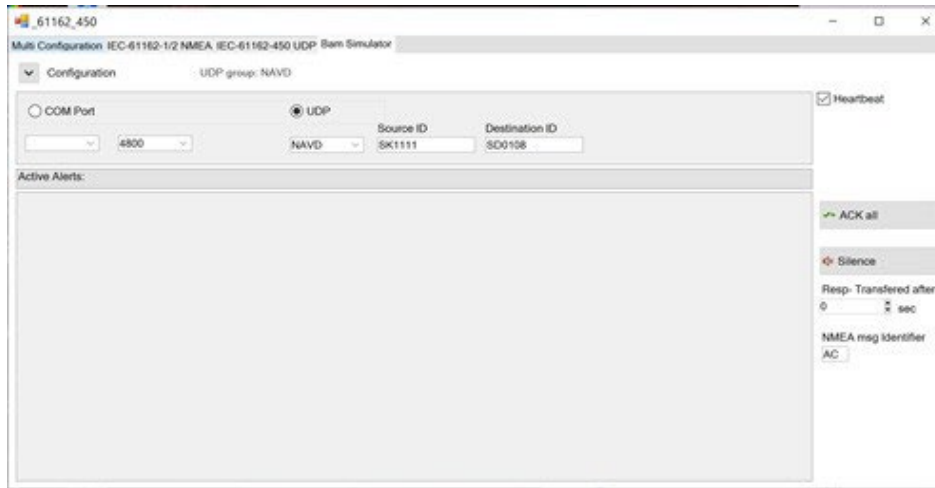 _61162_450
Multi Configuration IEC-61162-1/2 NMEA IEC-61162-450 UDP Bam Simulator
Configuration UDP group: NAVD
COM Port UDP
Heartbeat
Source ID Destination ID
4800 NAVD SK1111 SD0108
Active Alerts:
ACK all
Silence
Resp- Transfered after
0 sec
NMEA msg Identifier
AC